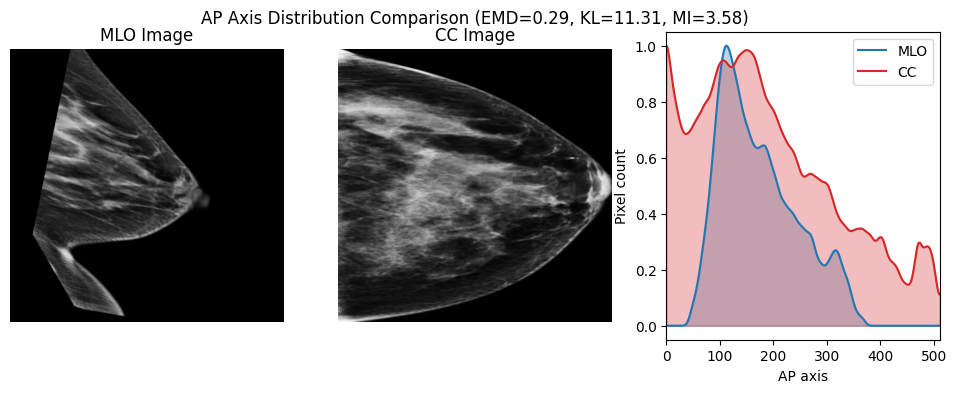 AP Axis Distribution Comparison (EMD=0.29, KL=11.31, MI=3.58)
MLO Image
CC Image
MLO
CC
Pixel count
1.0
0.8
0.6
0.4
0.2
0.0
0 100 200 300 400 500
AP axis